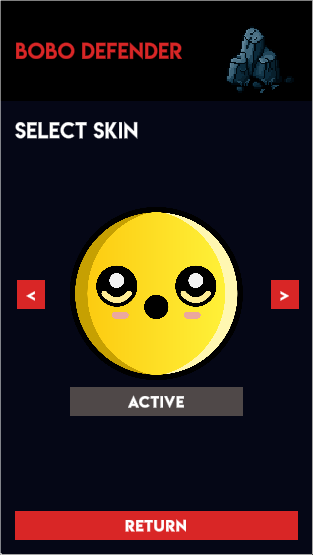 BOBO DEFENDER
SELECT SKIN
< >
ACTIVE
RETURN